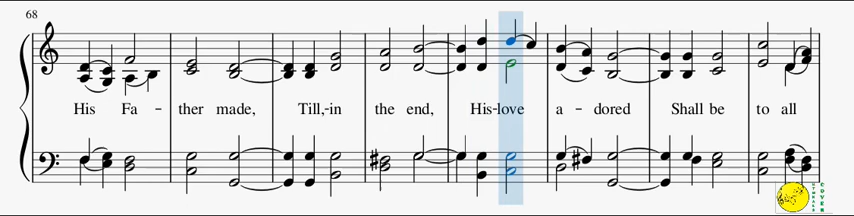 68
His Fa - ther made, Till,-in the end, His-love a - dored Shall be to all